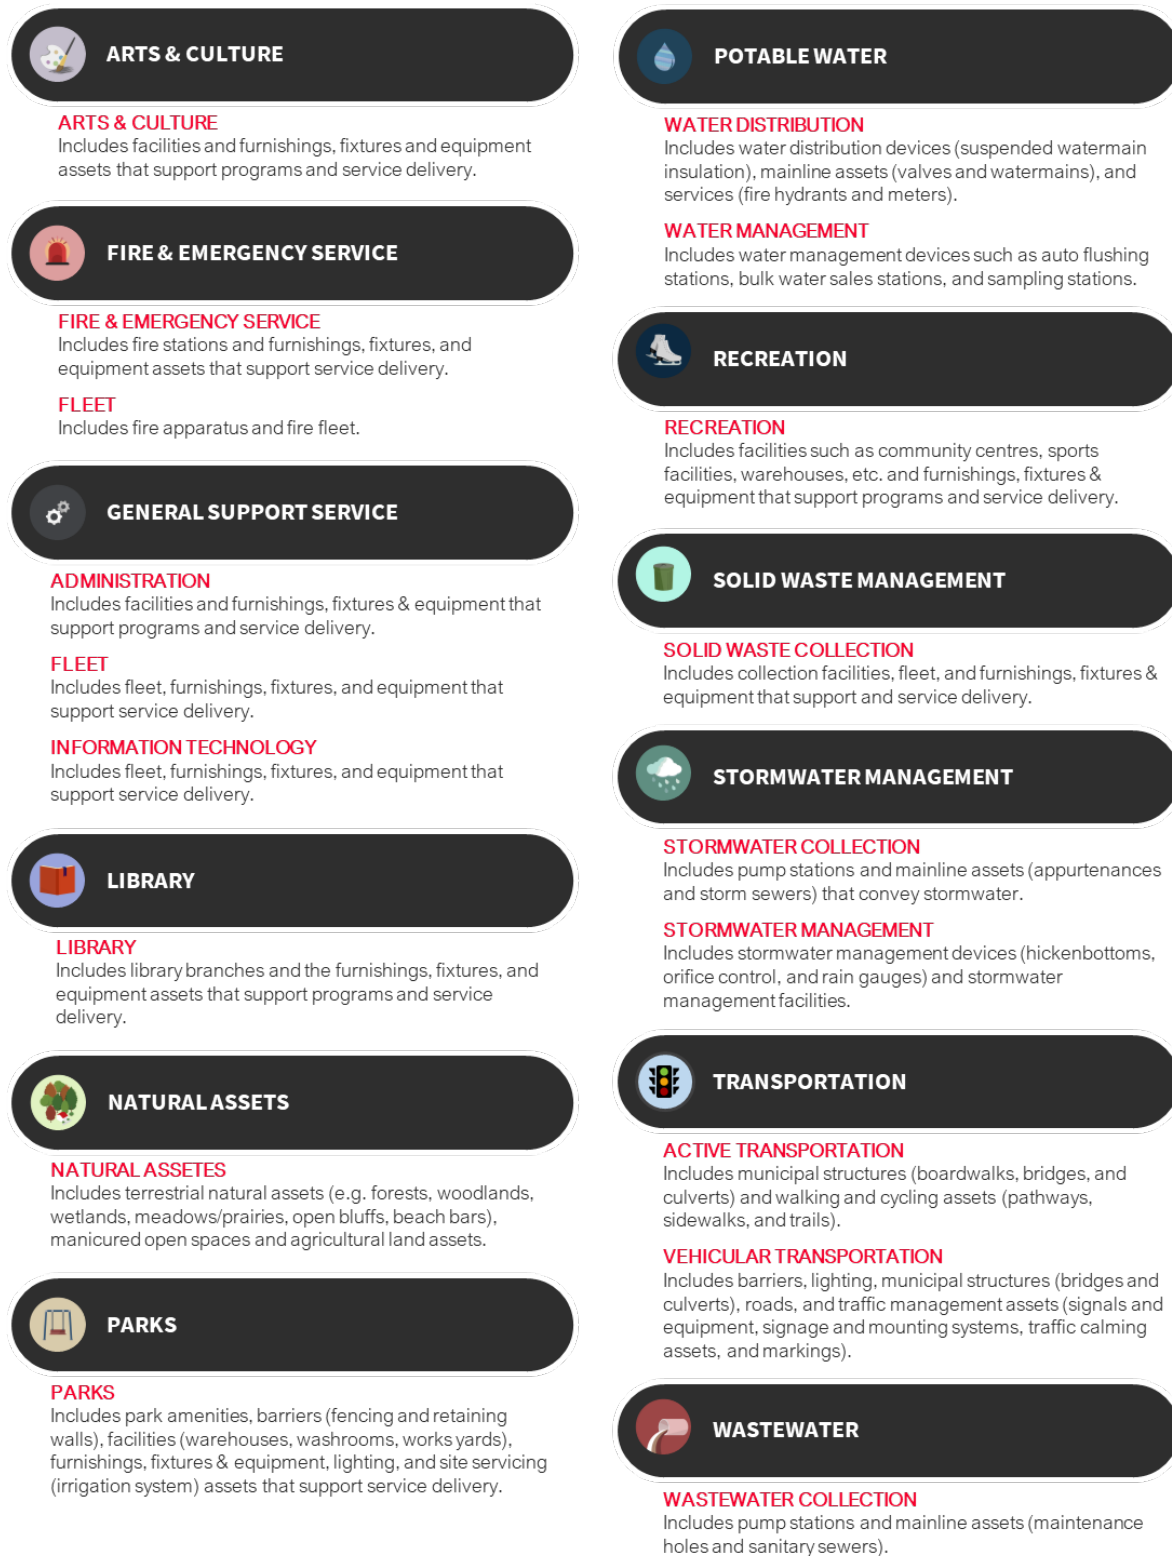 ARTS & CULTURE
ARTS & CULTURE
Includes facilities and furnishings, fixtures and equipment
assets that support programs and service delivery.
FIRE & EMERGENCY SERVICE
FIRE & EMERGENCY SERVICE
Includes fire stations and furnishings, fixtures, and
equipment assets that support service delivery.
FLEET
Includes fire apparatus and fire fleet.
GENERAL SUPPORT SERVICE
ADMINISTRATION
Includes facilities and furnishings, fixtures & equipment that
support programs and service delivery.
FLEET
Includes fleet, furnishings, fixtures, and equipment that
support service delivery.
INFORMATION TECHNOLOGY
Includes fleet, furnishings, fixtures, and equipment that
support service delivery.
LIBRARY
LIBRARY
Includes library branches and the furnishings, fixtures, and
equipment assets that support programs and service
delivery.
NATURAL ASSETS
NATURAL ASSETES
Includes terrestrial natural assets (e.g. forests, woodlands,
wetlands, meadows/prairies, open bluffs, beach bars),
manicured open spaces and agricultural land assets.
PARKS
PARKS
Includes park amenities, barriers (fencing and retaining
walls), facilities (warehouses, washrooms, works yards),
furnishings, fixtures & equipment, lighting, and site servicing
(irrigation system) assets that support service delivery.
POTABLE WATER
WATER DISTRIBUTION
Includes water distribution devices (suspended watermain
insulation), mainline assets (valves and watermains), and
services (fire hydrants and meters).
WATER MANAGEMENT
Includes water management devices such as auto flushing
stations, bulk water sales stations, and sampling stations.
RECREATION
RECREATION
Includes facilities such as community centres, sports
facilities, warehouses, etc. and furnishings, fixtures &
equipment that support programs and service delivery.
SOLID WASTE MANAGEMENT
SOLID WASTE COLLECTION
Includes collection facilities, fleet, and furnishings, fixtures &
equipment that support and service delivery.
STORMWATER MANAGEMENT
STORMWATER COLLECTION
Includes pump stations and mainline assets (appurtenances
and storm sewers) that convey stormwater.
STORMWATER MANAGEMENT
Includes stormwater management devices (hickenbottoms,
orifice control, and rain gauges) and stormwater
management facilities.
TRANSPORTATION
ACTIVE TRANSPORTATION
Includes municipal structures (boardwalks, bridges, and
culverts) and walking and cycling assets (pathways,
sidewalks, and trails).
VEHICULAR TRANSPORTATION
Includes barriers, lighting, municipal structures (bridges and
culverts), roads, and traffic management assets (signals and
equipment, signage and mounting systems, traffic calming
assets, and markings).
WASTEWATER
WASTEWATER COLLECTION
Includes pump stations and mainline assets (maintenance
holes and sanitary sewers).